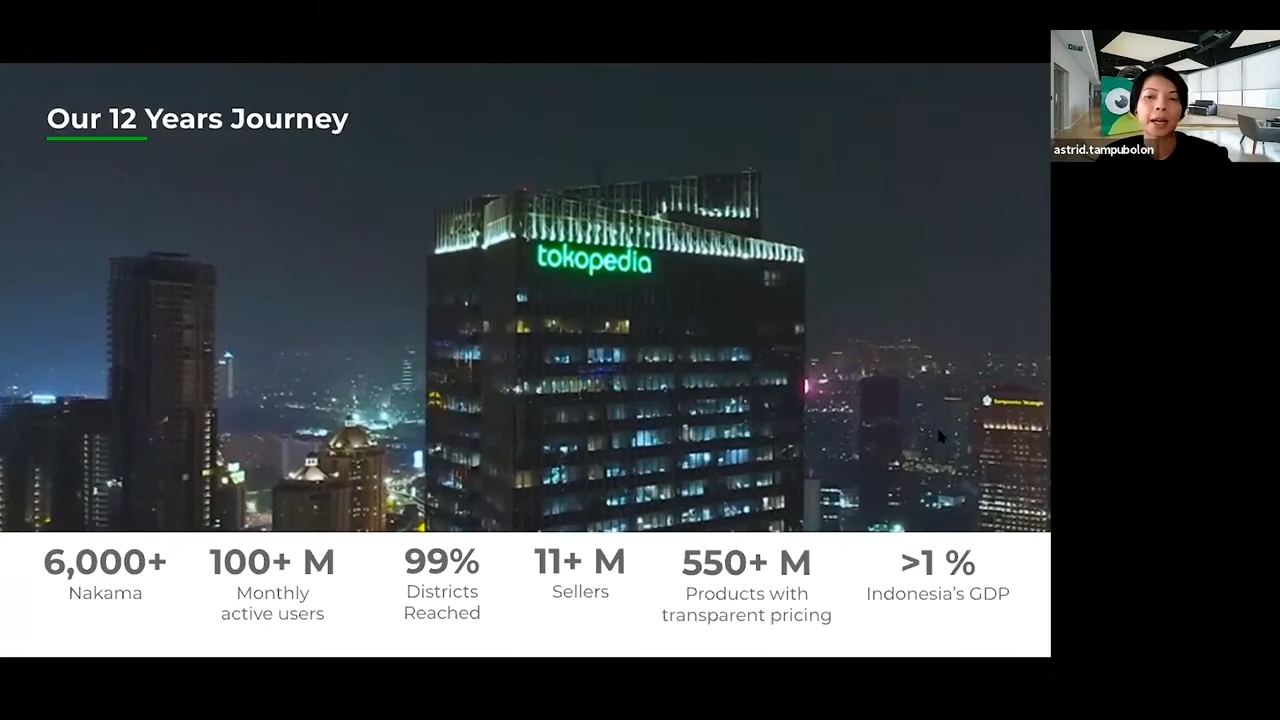 Our 12 Years Journey
tokopedia
astrid.tampubolon
6,000+
Nakama
100+ M
Monthly
active users
99%
Districts
Reached
11+ M
Sellers
550+ M
Products with
transparent pricing
>1 %
Indonesia's GDP